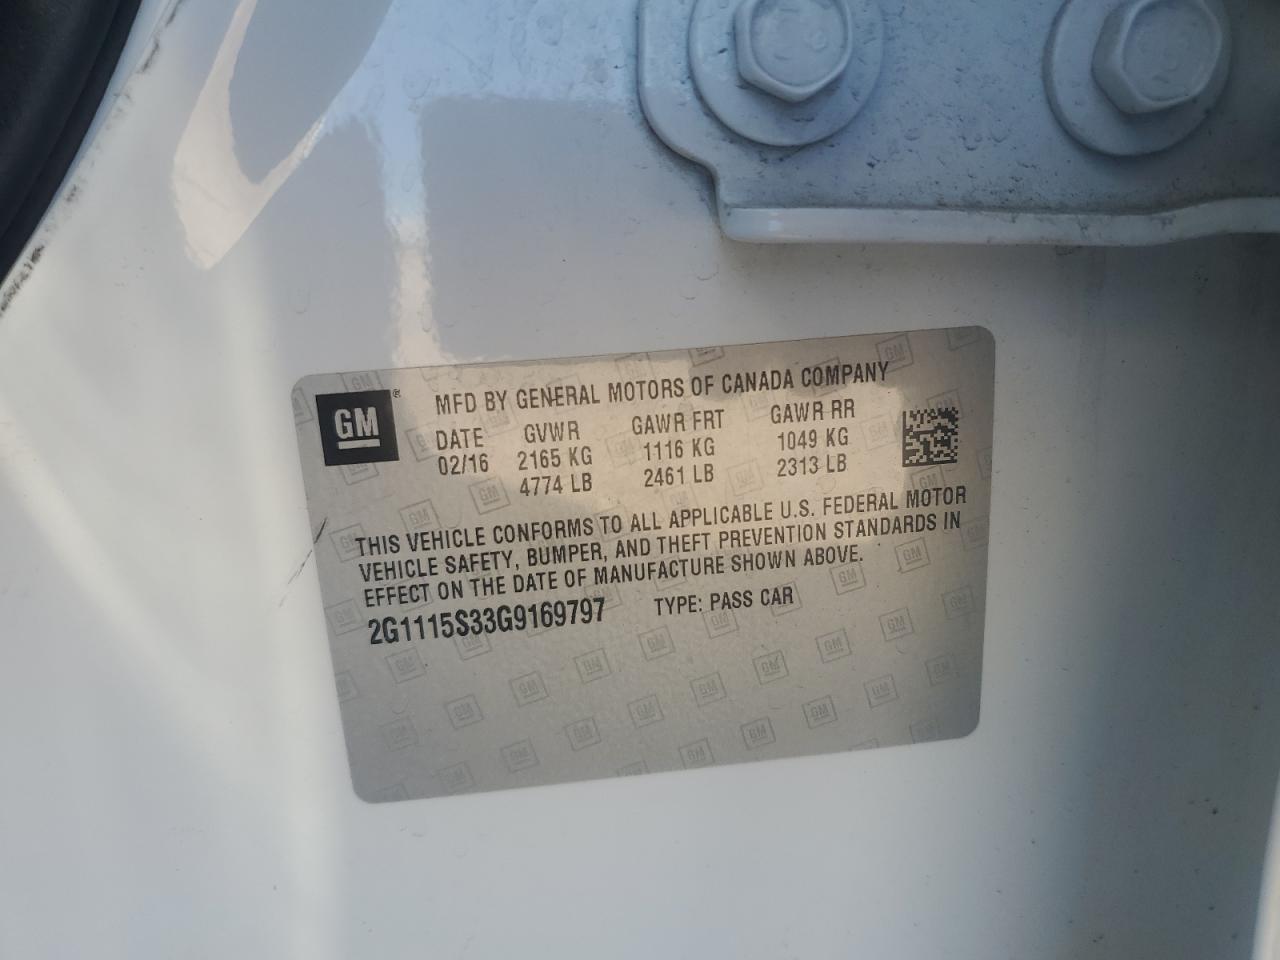 GM
®
MFD BY GENERAL MOTORS OF CANADA COMPANY
DATE GVWR GAWR FRT GAWR RR
02/16 2165 KG 1116 KG 1049 KG
4774 LB 2461 LB 2313 LB
THIS VEHICLE CONFORMS TO ALL APPLICABLE U.S. FEDERAL MOTOR
VEHICLE SAFETY, BUMPER, AND THEFT PREVENTION STANDARDS IN
EFFECT ON THE DATE OF MANUFACTURE SHOWN ABOVE.
2G1115S33G9169797 TYPE: PASS CAR